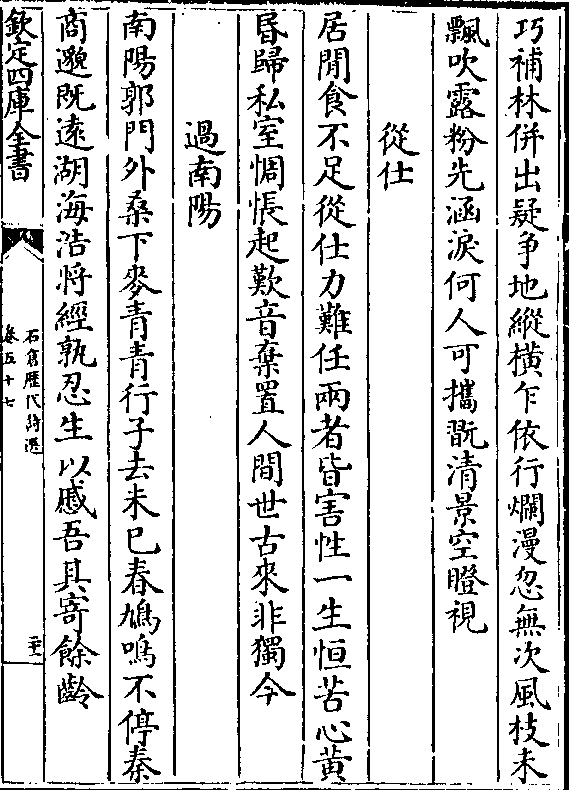 巧補林併出疑争地縱横乍依行爛漫忽無次風枝未
飄吹露粉先涵淚何人可攜翫清景空瞪視
從仕
居閒食不足從仕力難任兩者皆害性一生恒苦心黄
昏歸私室惆悵起歎音棄置人間世古來非獨今
過南陽
南陽郭門外桑下麥青青行子去未已春鳩鳴不停秦
商邈既遠湖海浩將經孰忍生以慼吾其寄餘齡
欽定四庫全書
石倉歷代詩選
卷五十七
二十二